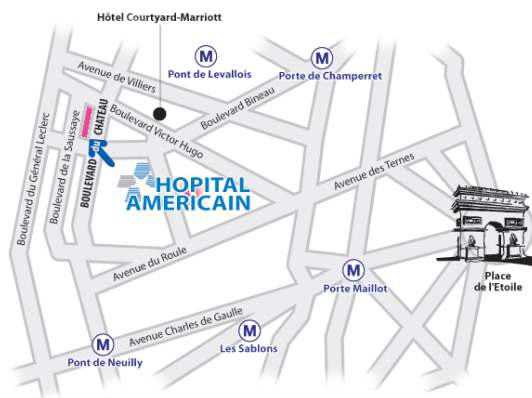 Hôtel Courtyard-Marriott
M
Pont de Levallois
M
Porte de Champerret
Avenue de Villiers
Boulevard Bineau
Boulevard Victor Hugo
Boulevard du Général Leclerc
Boulevard de la Saussaye
BOULEVARD du CHATEAU
HOPITAL
AMERICAIN
Avenue des Ternes
Avenue du Roule
Place
de l'Etoile
M
Porte Maillot
Avenue Charles de Gaulle
M
Les Sablons
M
Pont de Neuilly